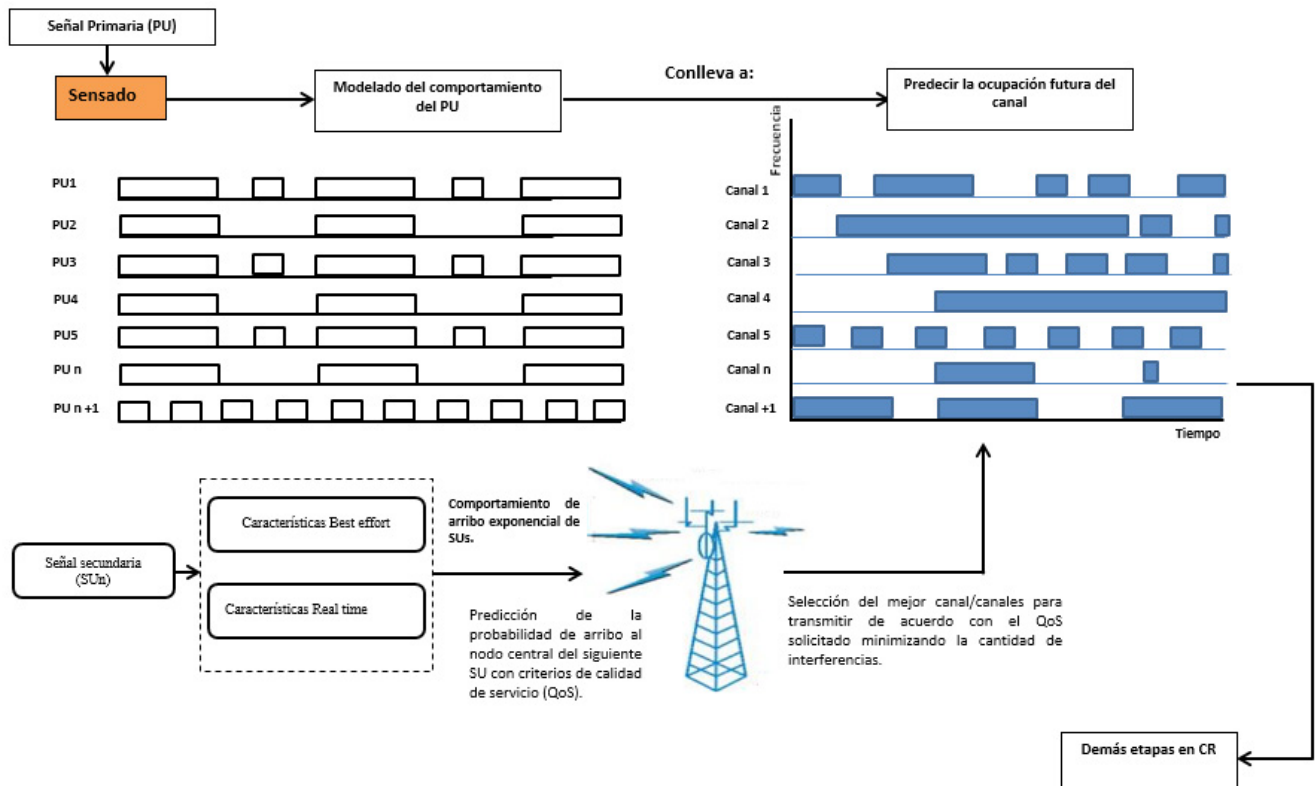 Señal Primaria (PU)
Sensado
Modelado del comportamiento
del PU
Conlleva a:
Predecir la ocupación futura del
canal
PU1
PU2
PU3
PU4
PU5
PU n
PU n +1
Frecuencia
Canal 1
Canal 2
Canal 3
Canal 4
Canal 5
Canal n
Canal +1
Tiempo
Señal secundaria
(SUn)
Características Best effort
Características Real time
Comportamiento de
arribo exponencial de
SUs.
Predicción de la
probabilidad de arribo al
nodo central del siguiente
SU con criterios de calidad
de servicio (QoS).
Selección del mejor canal/canales para
transmitir de acuerdo con el QoS
solicitado minimizando la cantidad de
interferencias.
Demás etapas en CR